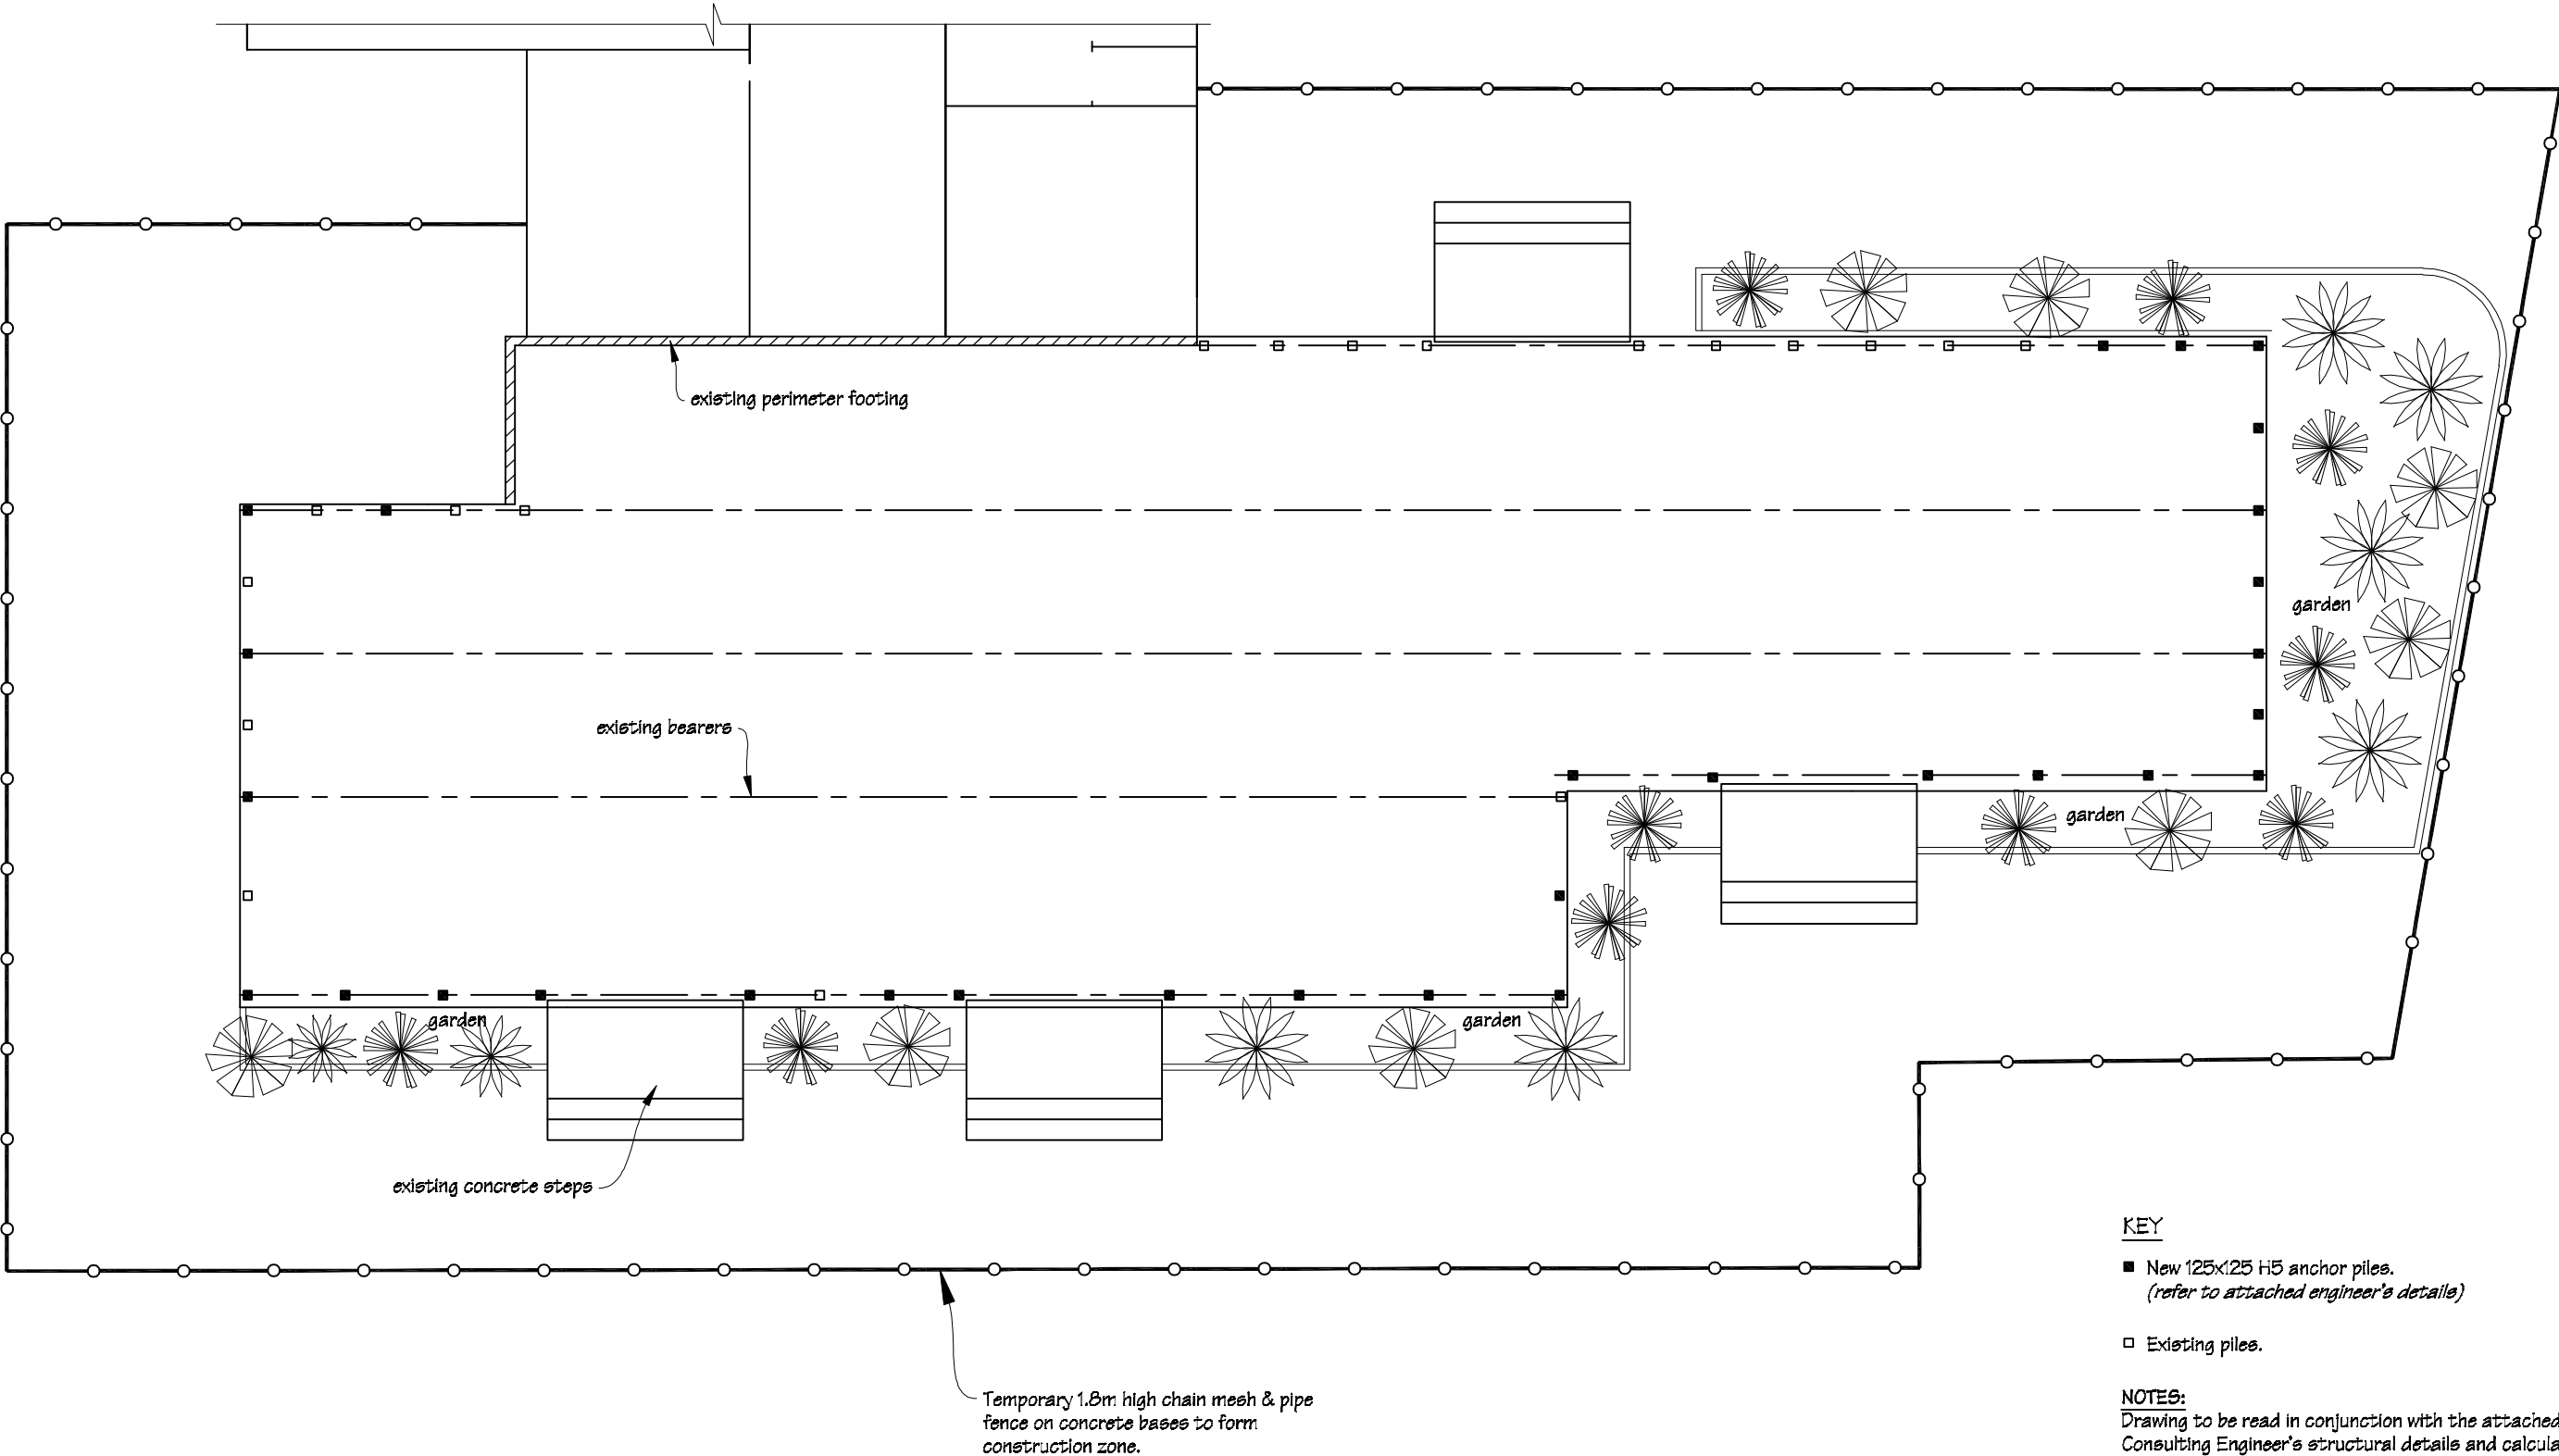 existing perimeter footing
garden
existing bearers
garden
garden
garden
existing concrete steps
KEY
New 125x125 H5 anchor piles.
(refer to attached engineer's details)
Existing piles.
Temporary 1.8m high chain mesh & pipe
fence on concrete bases to form
construction zone.
NOTES:
Drawing to be read in conjunction with the attached
Consulting Engineer's structural details and calcula